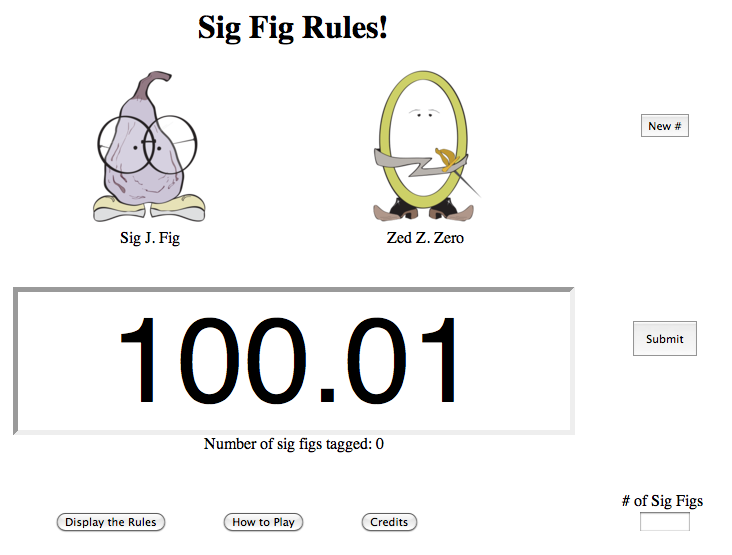 Sig Fig Rules!
New #
Sig J. Fig
Zed Z. Zero
100.01
Submit
Number of sig figs tagged: 0
# of Sig Figs
Display the Rules
How to Play
Credits